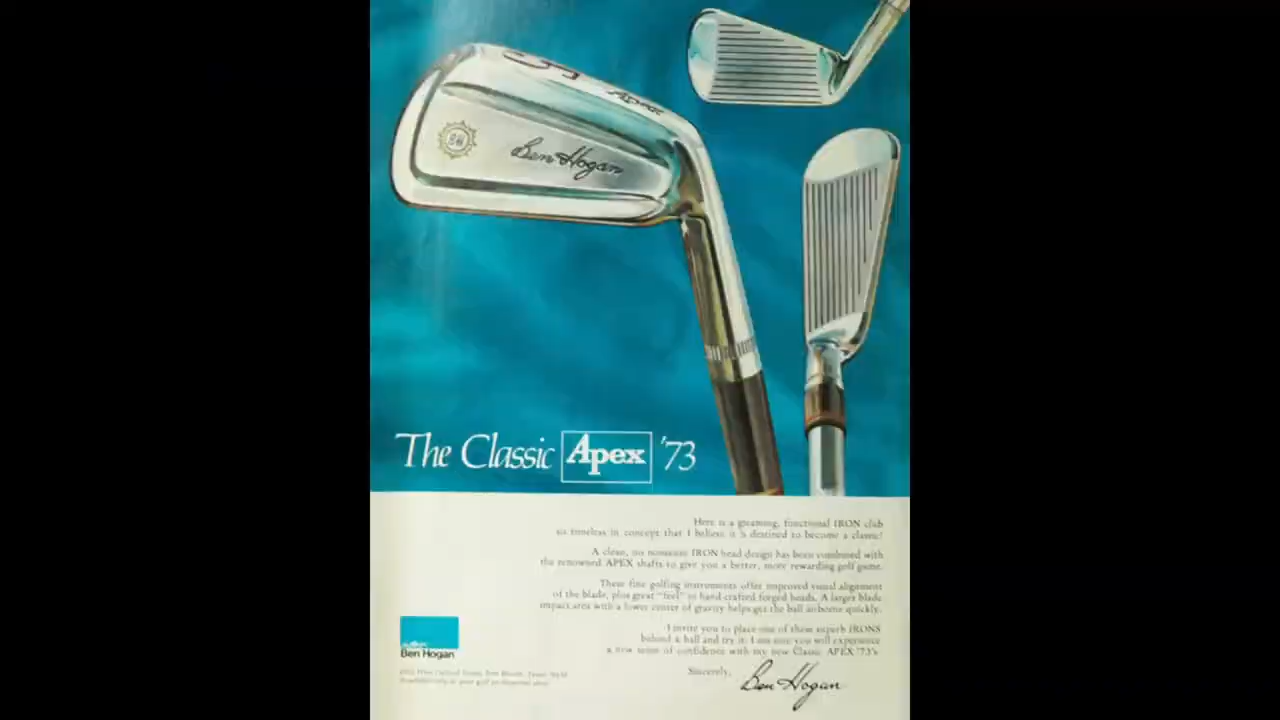 5
Apex
BH
Ben Hogan
The Classic Apex '73
Here is a gleaming, functional IRON club
so timeless in concept that I believe it is destined to become a classic!
A clean, no nonsense IRON head design has been combined with
the renowned APEX shafts to give you a better, more rewarding golf game.
These fine golfing instruments offer improved visual alignment
of the blade, plus great "feel" in hand crafted forged heads. A larger blade
impact area with a lower center of gravity helps get the ball airborne quickly.
I invite you to place one of these superb IRONS
behind a ball and try it. I am sure you will experience
a new sense of confidence with my new Classic APEX '73's.
Sincerely,
Ben Hogan
Ben Hogan